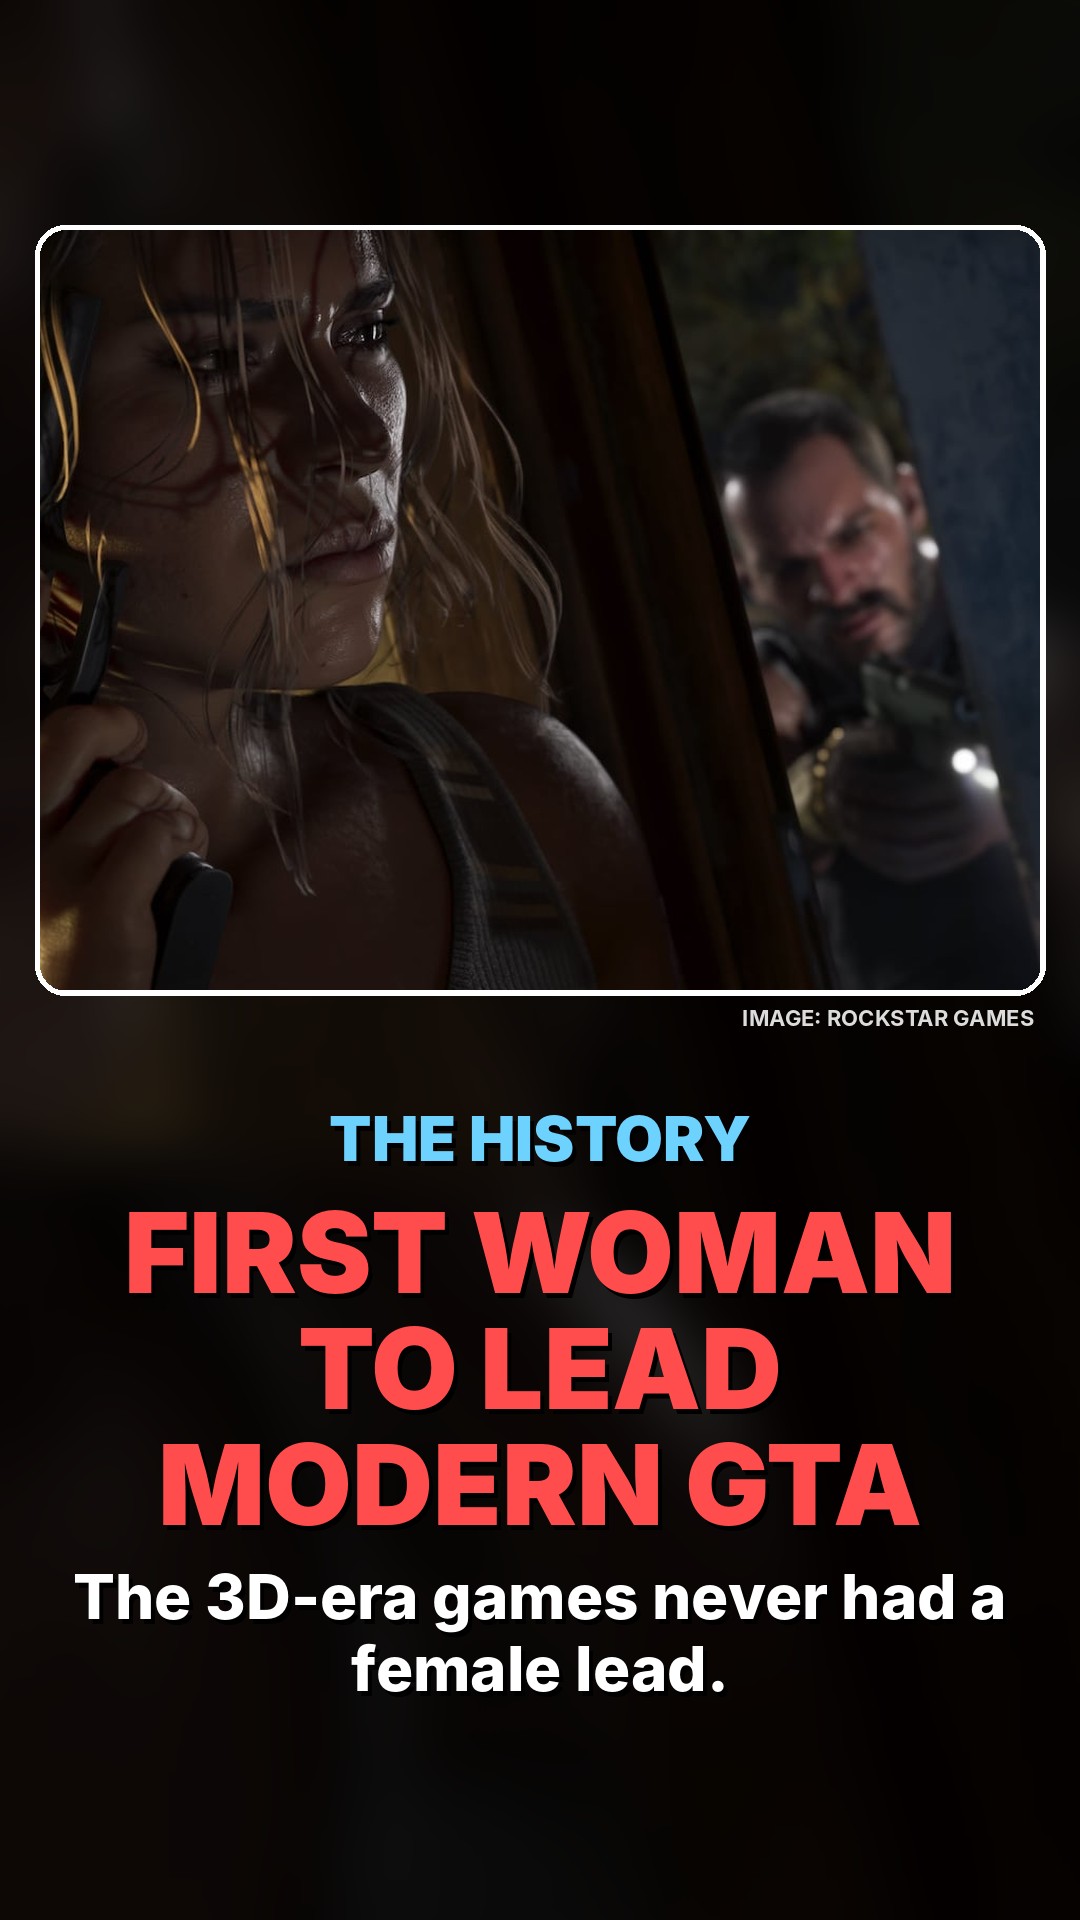 IMAGE: ROCKSTAR GAMES
THE HISTORY
FIRST WOMAN
TO LEAD
MODERN GTA
The 3D-era games never had a
female lead.